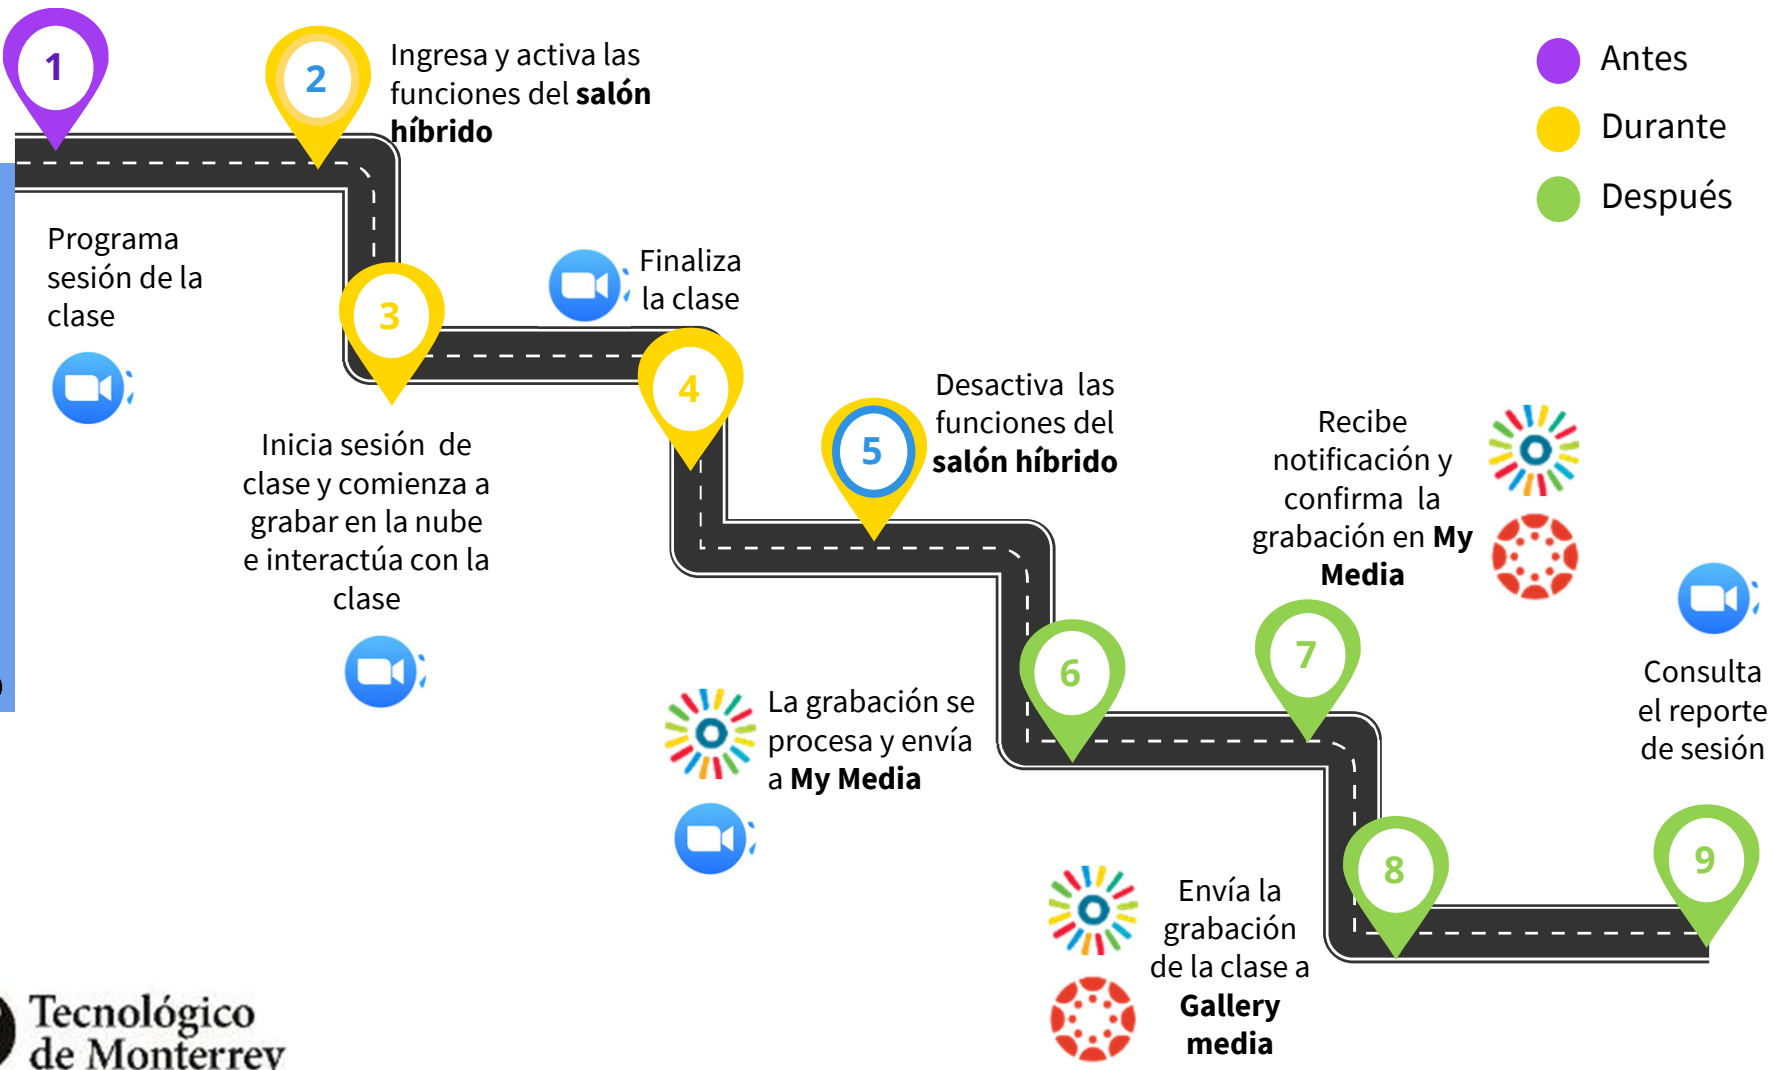 1
2
Ingresa y activa las
funciones del salón
híbrido
Antes
Durante
Después
Programa
sesión de la
clase
3
Inicia sesión de
clase y comienza a
grabar en la nube
e interactúa con la
clase
Finaliza
la clase
4
5
Desactiva las
funciones del
salón híbrido
6
La grabación se
procesa y envía
a My Media
7
Recibe
notificación y
confirma la
grabación en My
Media
8
Envía la
grabación
de la clase a
Gallery
media
9
Consulta
el reporte
de sesión
Tecnológico
de Monterrey